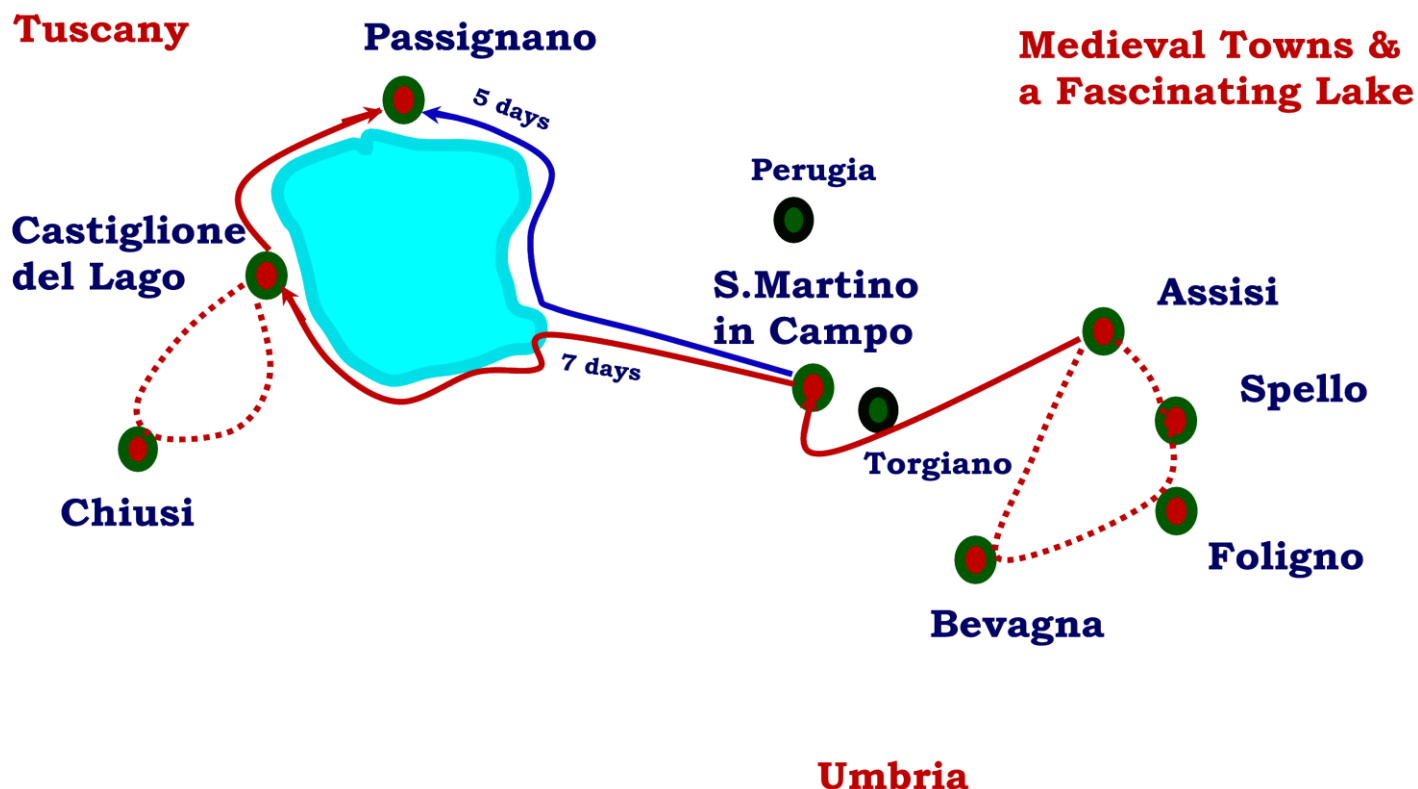 Tuscany
Passignano
Medieval Towns &
a Fascinating Lake
5 days
Perugia
Castiglione
del Lago
S.Martino
in Campo
Assisi
7 days
Spello
Torgiano
Chiusi
Foligno
Bevagna
Umbria